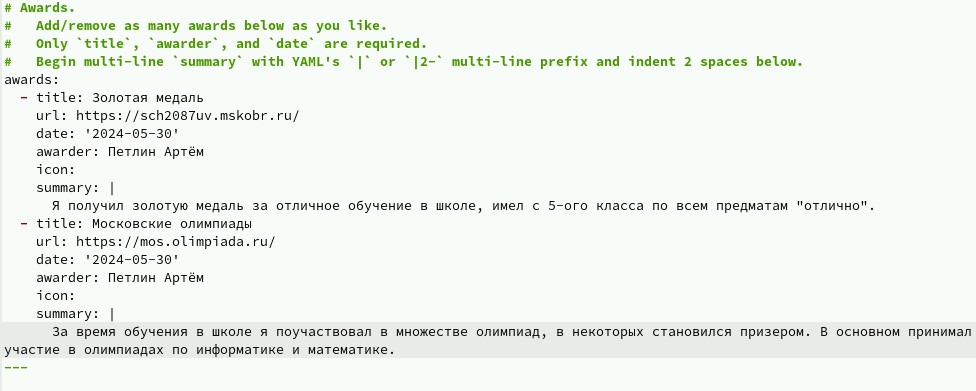 # Awards.
#   Add/remove as many awards below as you like.
#   Only `title`, `awarder`, and `date` are required.
#   Begin multi-line `summary` with YAML's `|` or `|2-` multi-line prefix and indent 2 spaces below.
awards:
  - title: Золотая медаль
    url: https://sch2087uv.mskobr.ru/
    date: '2024-05-30'
    awarder: Петлин Артём
    icon:
    summary: |
      Я получил золотую медаль за отличное обучение в школе, имел с 5-ого класса по всем предматам "отлично".
  - title: Московские олимпиады
    url: https://mos.olimpiada.ru/
    date: '2024-05-30'
    awarder: Петлин Артём
    icon:
    summary: |
      За время обучения в школе я поучаствовал в множестве олимпиад, в некоторых становился призером. В основном принимал
участие в олимпиадах по информатике и математике.
---